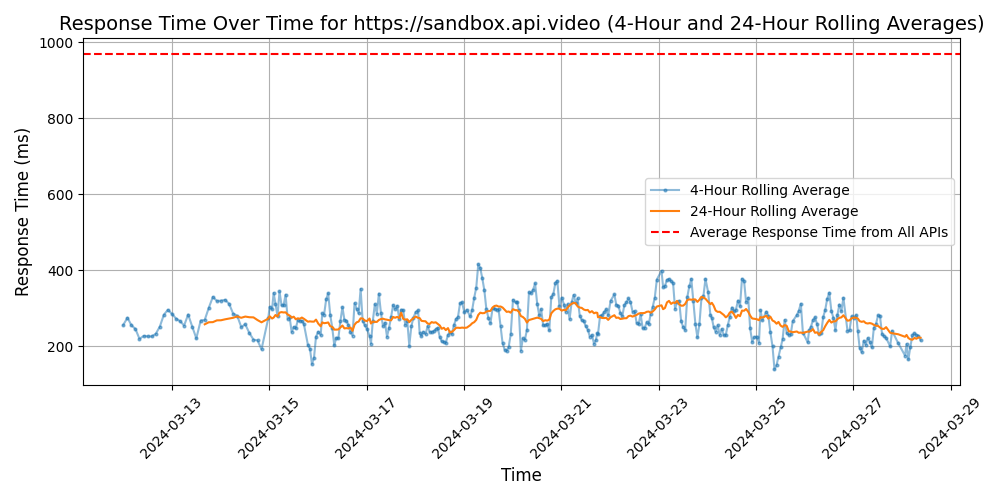 Response Time Over Time for https://sandbox.api.video (4-Hour and 24-Hour Rolling Averages)
Response Time (ms)
1000
800
600
400
200
4-Hour Rolling Average
24-Hour Rolling Average
Average Response Time from All APIs
2024-03-13
2024-03-15
2024-03-17
2024-03-19
2024-03-21
2024-03-23
2024-03-25
2024-03-27
2024-03-29
Time